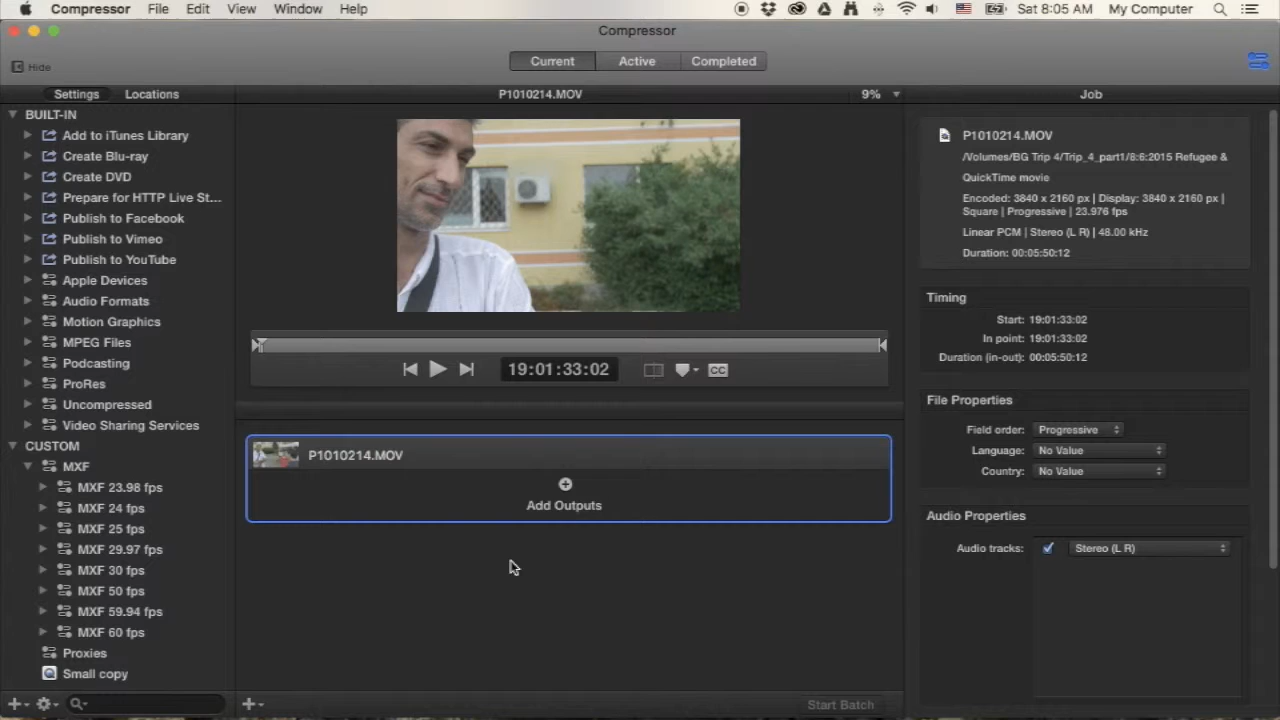 Compressor File Edit View Window Help Sat 8:05 AM My Computer
Compressor
Hide Current Active Completed
Settings Locations P1010214.MOV 9% Job
BUILT-IN
Add to iTunes Library
Create Blu-ray
Create DVD
Prepare for HTTP Live St...
Publish to Facebook
Publish to Vimeo
Publish to YouTube
Apple Devices
Audio Formats
Motion Graphics
MPEG Files
Podcasting
ProRes
Uncompressed
Video Sharing Services
CUSTOM
MXF
MXF 23.98 fps
MXF 24 fps
MXF 25 fps
MXF 29.97 fps
MXF 30 fps
MXF 50 fps
MXF 59.94 fps
MXF 60 fps
Proxies
Small copy
19:01:33:02 CC
P1010214.MOV
Add Outputs
Start Batch
P1010214.MOV
/Volumes/BG Trip 4/Trip_4_part1/6:6:2015 Refugee &
QuickTime movie
Encoded: 3840 x 2160 px | Display: 3840 x 2160 px |
Square | Progressive | 23.976 fps
Linear PCM | Stereo (L R) | 48.00 kHz
Duration: 00:05:50:12
Timing
Start: 19:01:33:02
In point: 19:01:33:02
Duration (in-out): 00:05:50:12
File Properties
Field order: Progressive
Language: No Value
Country: No Value
Audio Properties
Audio tracks: Stereo (L R)